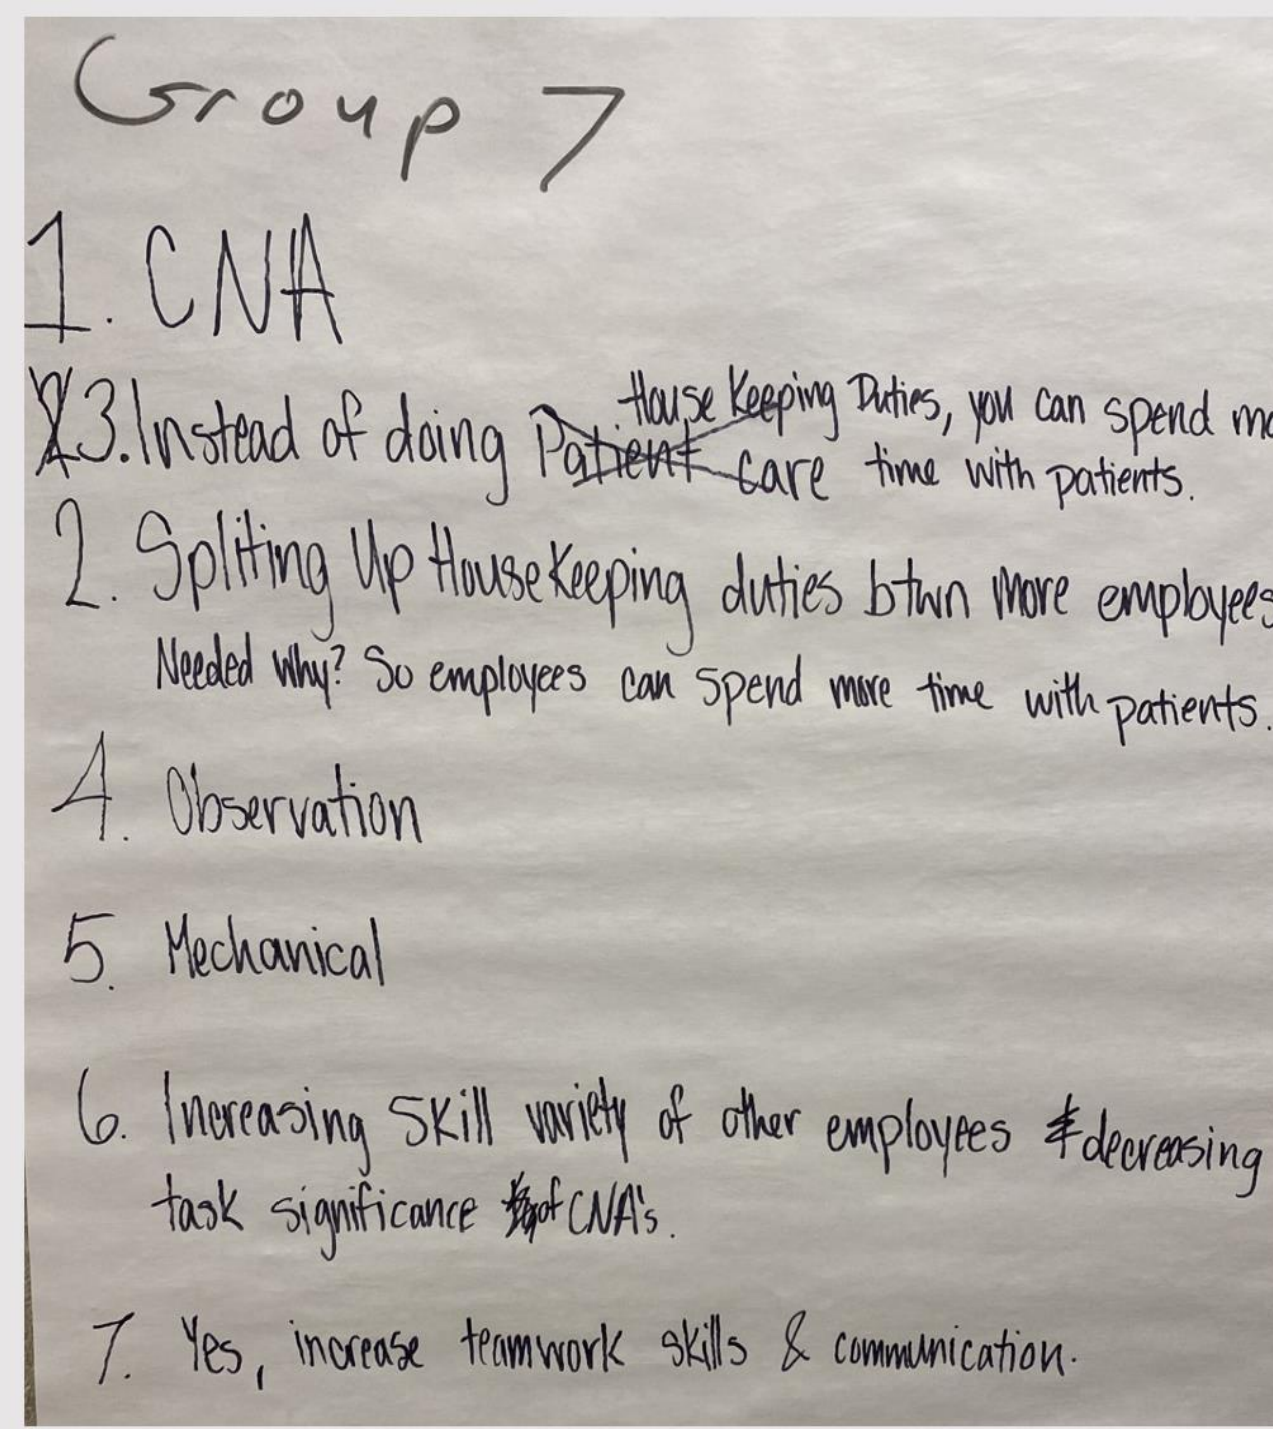 Group 7
1. CNA
3. Instead of doing House Keeping Duties, you can spend mo
Patient care time with patients.
2. Spliting Up HouseKeeping duties btwn more employees
Needed Why? So employees can spend more time with patients.
4. Observation
5. Mechanical
6. Increasing Skill variety of other employees & decreasing
task significance of CNA's.
7. Yes, increase teamwork skills & communication.